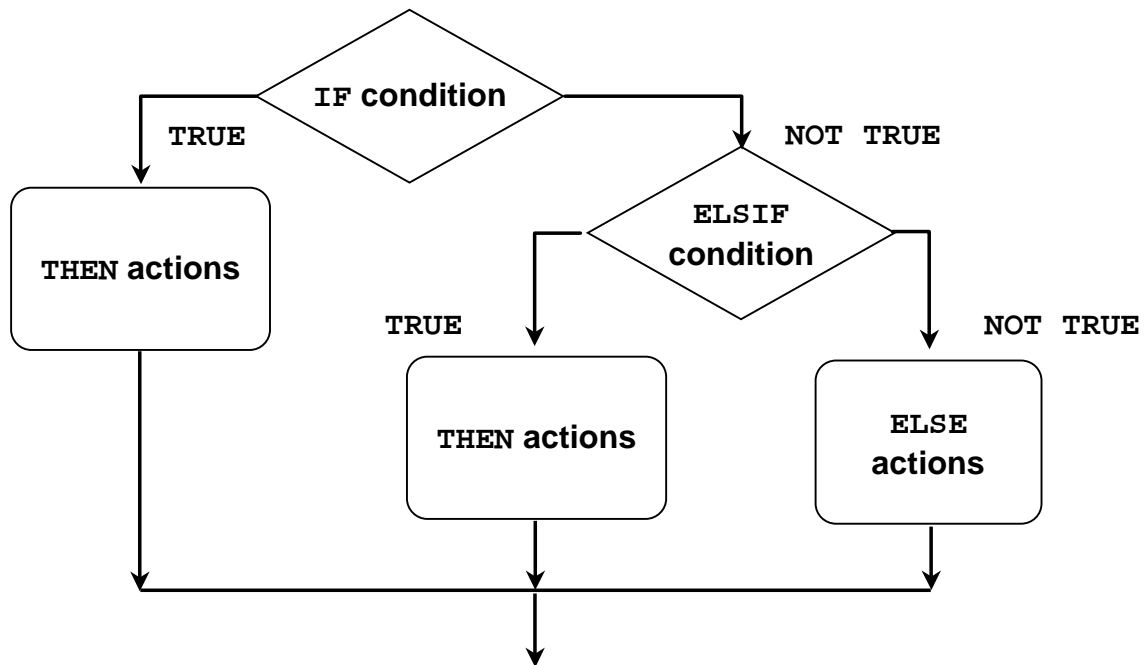 IF condition
TRUE
NOT TRUE
ELSIF
condition
THEN actions
TRUE
NOT TRUE
THEN actions
ELSE
actions